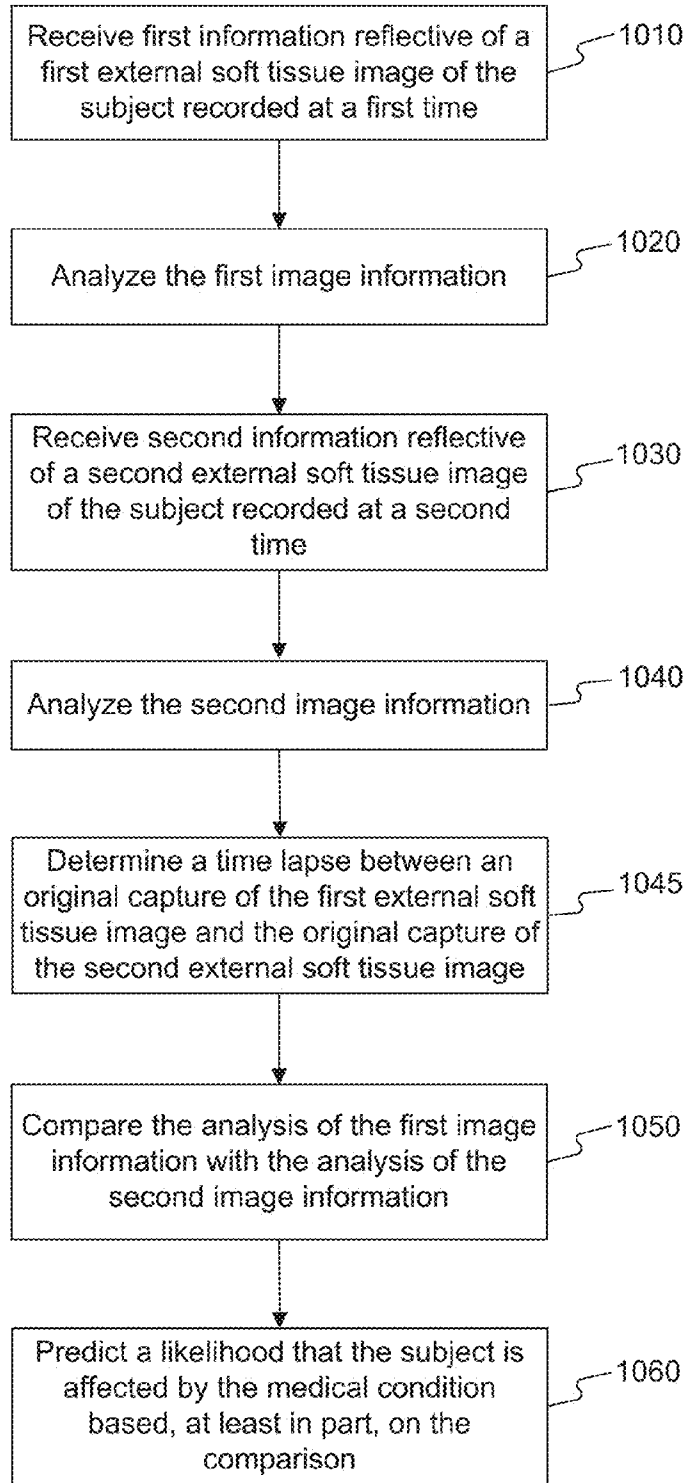 Receive first information reflective of a
first external soft tissue image of the
subject recorded at a first time
1010
Analyze the first image information
1020
Receive second information reflective
of a second external soft tissue image
of the subject recorded at a second
time
1030
Analyze the second image information
1040
Determine a time lapse between an
original capture of the first external soft
tissue image and the original capture of
the second external soft tissue image
1045
Compare the analysis of the first image
information with the analysis of the
second image information
1050
Predict a likelihood that the subject is
affected by the medical condition
based, at least in part, on the
comparison
1060